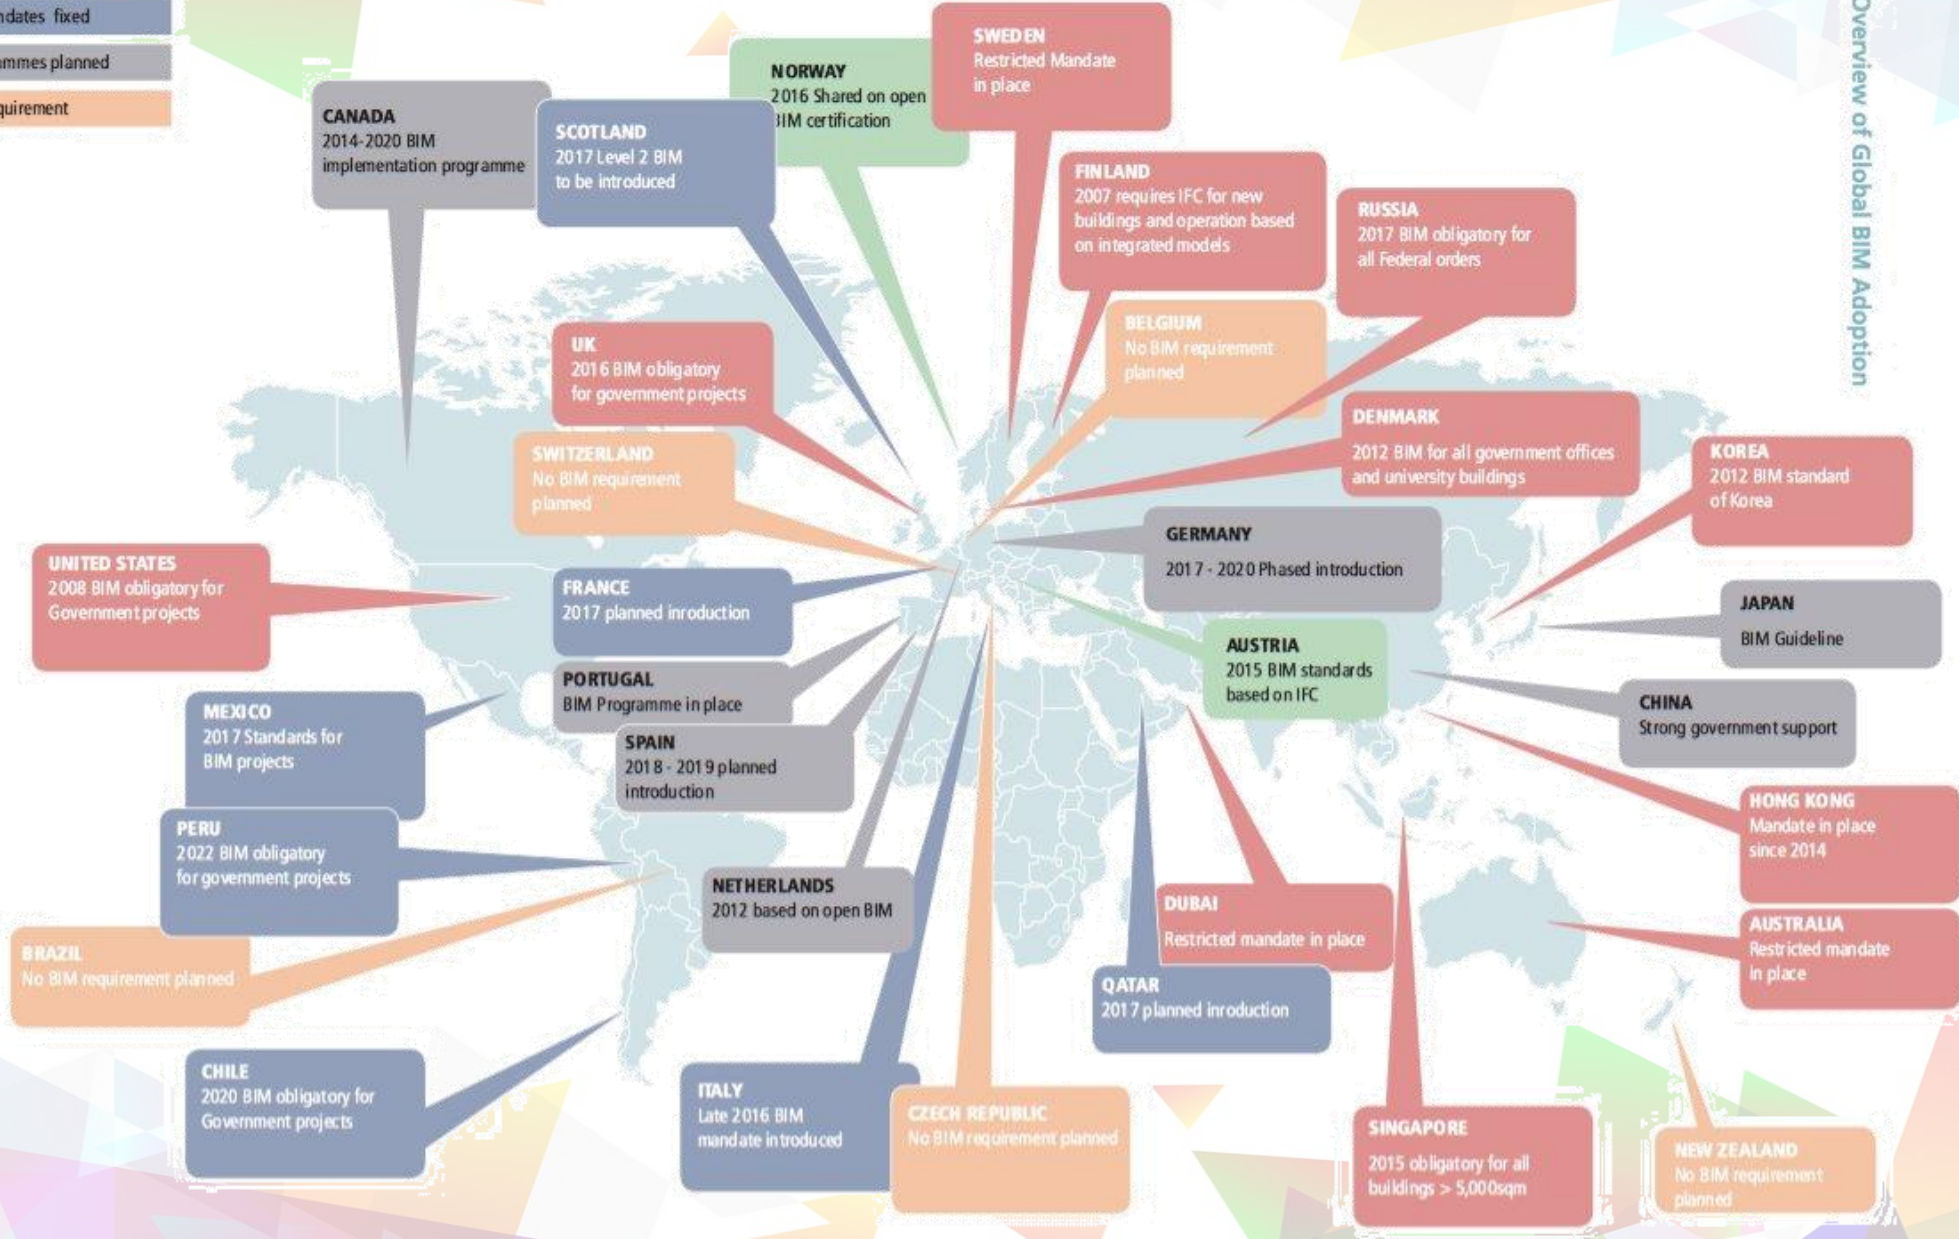 fixed
planned
CANADA
2014-2020 BIM
implementation programme
SCOTLAND
2017 Level 2 BIM
to be introduced
NORWAY
2016 Shared on open
BIM certification
SWEDEN
Restricted Mandate
in place
FINLAND
2007 requires IFC for new
buildings and operation based
on integrated models
RUSSIA
2017 BIM obligatory for
all Federal orders
Overview of Global BIM Adoption
UK
2016 BIM obligatory
for government projects
BELGIUM
No BIM requirement
planned
SWITZERLAND
No BIM requirement
planned
DENMARK
2012 BIM for all government offices
and university buildings
KOREA
2012 BIM standard
of Korea
UNITED STATES
2008 BIM obligatory for
Government projects
FRANCE
2017 planned inroduction
GERMANY
2017 - 2020 Phased introduction
JAPAN
BIM Guideline
PORTUGAL
BIM Programme in place
AUSTRIA
2015 BIM standards
based on IFC
MEXICO
2017 Standards for
BIM projects
SPAIN
2018 - 2019 planned
introduction
CHINA
Strong government support
PERU
2022 BIM obligatory
for government projects
HONG KONG
Mandate in place
since 2014
NETHERLANDS
2012 based on open BIM
DUBAI
Restricted mandate in place
AUSTRALIA
Restricted mandate
in place
BRAZIL
No BIM requirement planned
QATAR
2017 planned inroduction
CHILE
2020 BIM obligatory for
Government projects
ITALY
Late 2016 BIM
mandate introduced
CZECH REPUBLIC
No BIM requirement planned
SINGAPORE
2015 obligatory for all
buildings > 5,000sqm
NEW ZEALAND
No BIM requirement
planned